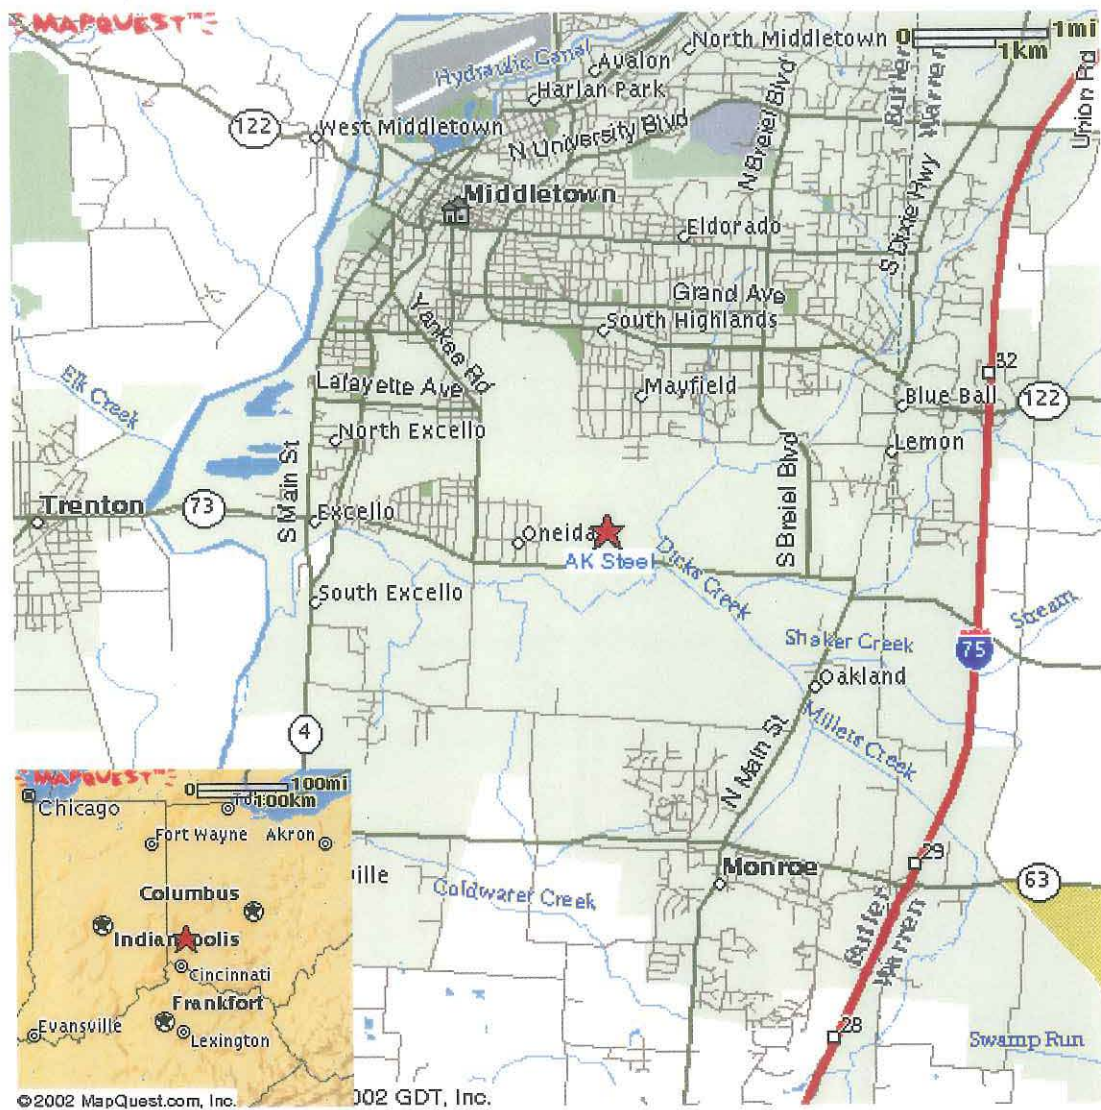 MAPQUEST
North Middletown
0 1mi
1km
Hydraulic Canal
Avalon
Harlan Park
Butler
Warren
Union Rd
122
West Middletown
N University Blvd
N Breiel Blvd
Middletown
Eldorado
S Dixie Hwy
Grand Ave
South Highlands
Yankee Rd
32
Elk Creek
Lafayette Ave
Mayfield
Blue Ball
122
North Excello
Lemon
S Main St
S Breiel Blvd
Trenton
73
Excello
Oneida
AK Steel
Dicks Creek
South Excello
Stream
Shaker Creek
75
Oakland
Millers Creek
4
N Main St
MAPQUEST
0 100mi
100km
Chicago
To
Fort Wayne
Akron
29
Monroe
63
ville
Coldwater Creek
Columbus
Butler
Warren
Indianapolis
Cincinnati
Frankfort
Evansville
Lexington
28
Swamp Run
©2002 MapQuest.com, Inc.
002 GDT, Inc.